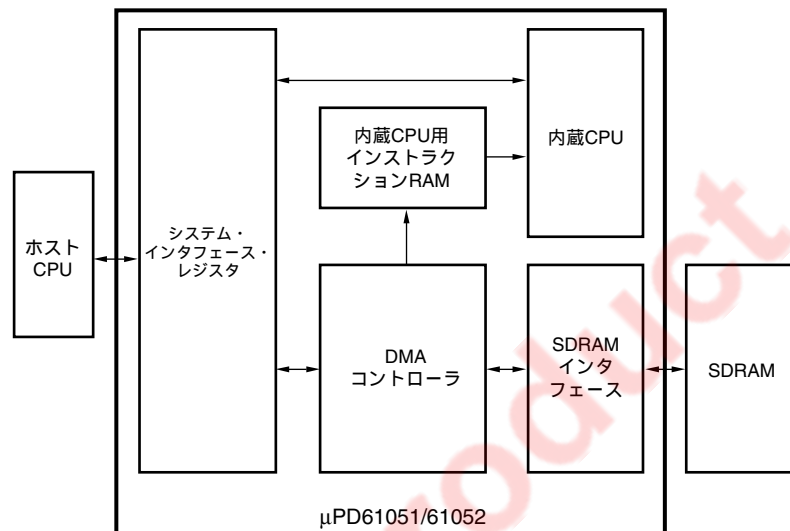 内蔵CPU用
インストラク
ションRAM
内蔵CPU
ホスト
CPU
システム・
インタフェース・
レジスタ
DMA
コントローラ
SDRAM
インタ
フェース
SDRAM
μPD61051/61052
roduct